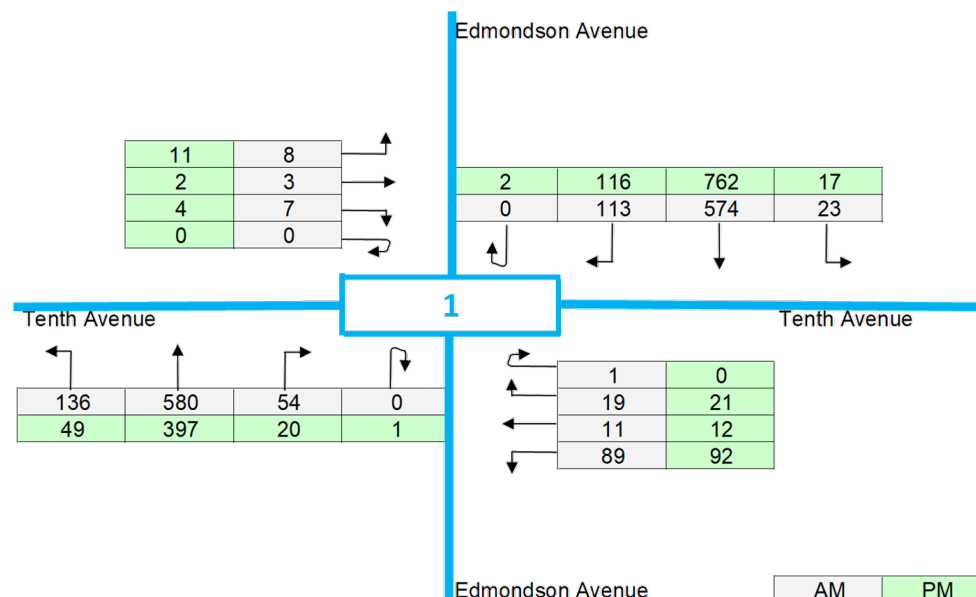 Edmondson Avenue
11 8
2 3
4 7
0 0
2 116 762 17
0 113 574 23
1
Tenth Avenue
Tenth Avenue
136 580 54 0
49 397 20 1
1 0
19 21
11 12
89 92
Edmondson Avenue
AM PM